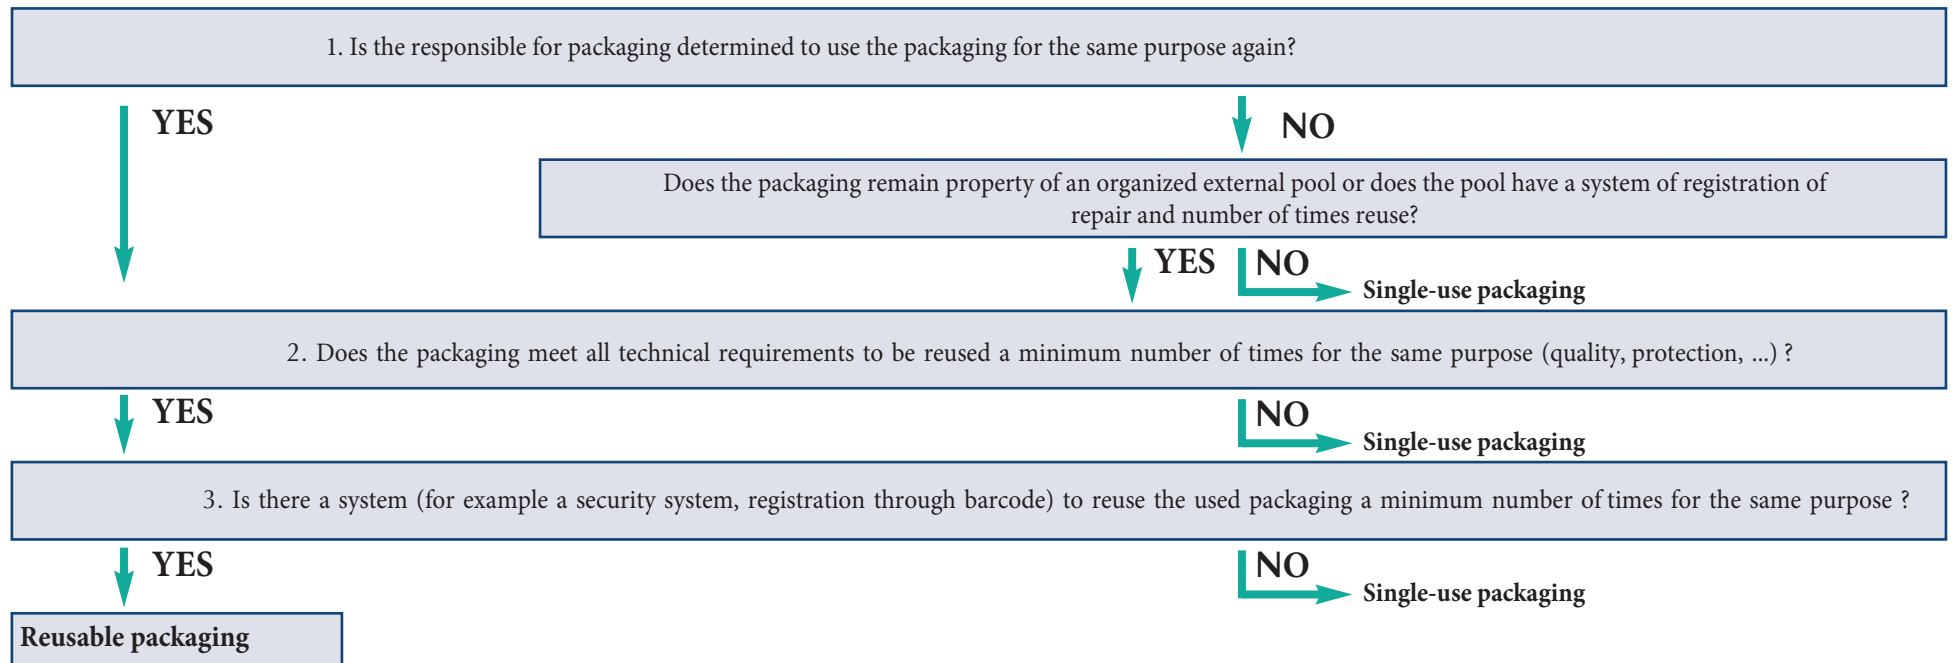 1. Is the responsible for packaging determined to use the packaging for the same purpose again?
YES
NO
Does the packaging remain property of an organized external pool or does the pool have a system of registration of
repair and number of times reuse?
YES
NO
Single-use packaging
2. Does the packaging meet all technical requirements to be reused a minimum number of times for the same purpose (quality, protection, ...) ?
YES
NO
Single-use packaging
3. Is there a system (for example a security system, registration through barcode) to reuse the used packaging a minimum number of times for the same purpose ?
YES
NO
Single-use packaging
Reusable packaging